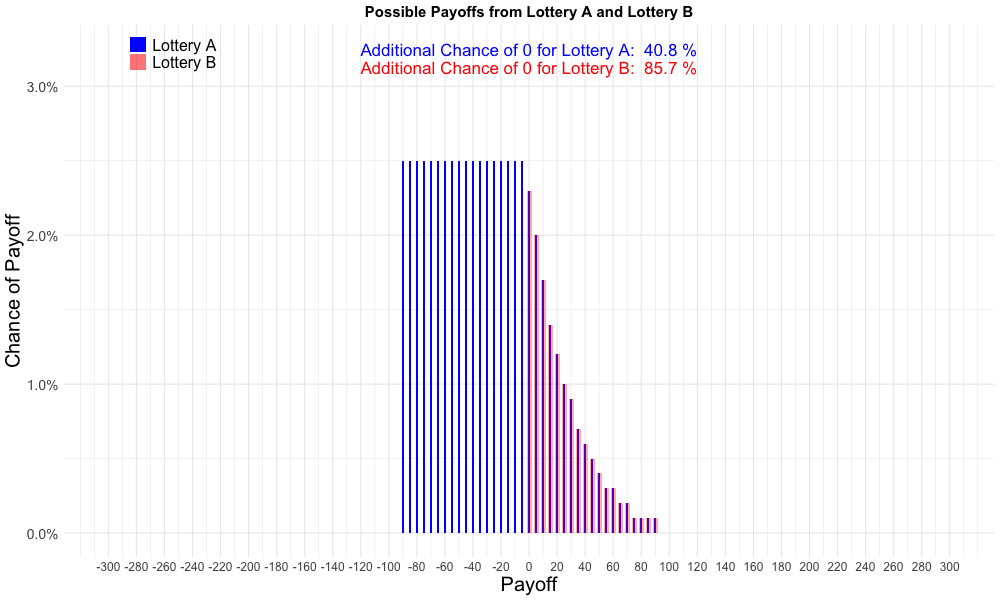 Possible Payoffs from Lottery A and Lottery B
Lottery A
Lottery B
Additional Chance of 0 for Lottery A: 40.8 %
Additional Chance of 0 for Lottery B: 85.7 %
Chance of Payoff
3.0%
2.0%
1.0%
0.0%
-300 -280 -260 -240 -220 -200 -180 -160 -140 -120 -100 -80 -60 -40 -20 0 20 40 60 80 100 120 140 160 180 200 220 240 260 280 300
Payoff